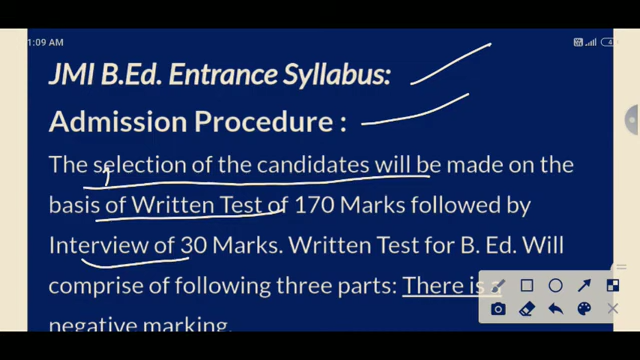 1:09 AM
JMI B.Ed. Entrance Syllabus:
Admission Procedure :
The selection of the candidates will be made on the
basis of Written Test of 170 Marks followed by
Interview of 30 Marks. Written Test for B. Ed. Will
comprise of following three parts: There is a
negative marking.